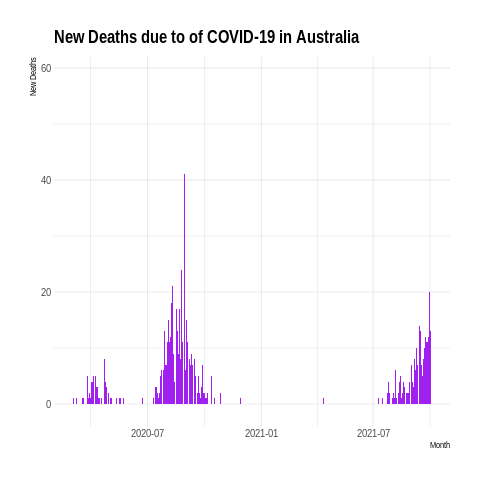 New Deaths due to of COVID-19 in Australia
New Deaths
60
40
20
0
2020-07
2021-01
2021-07
Month